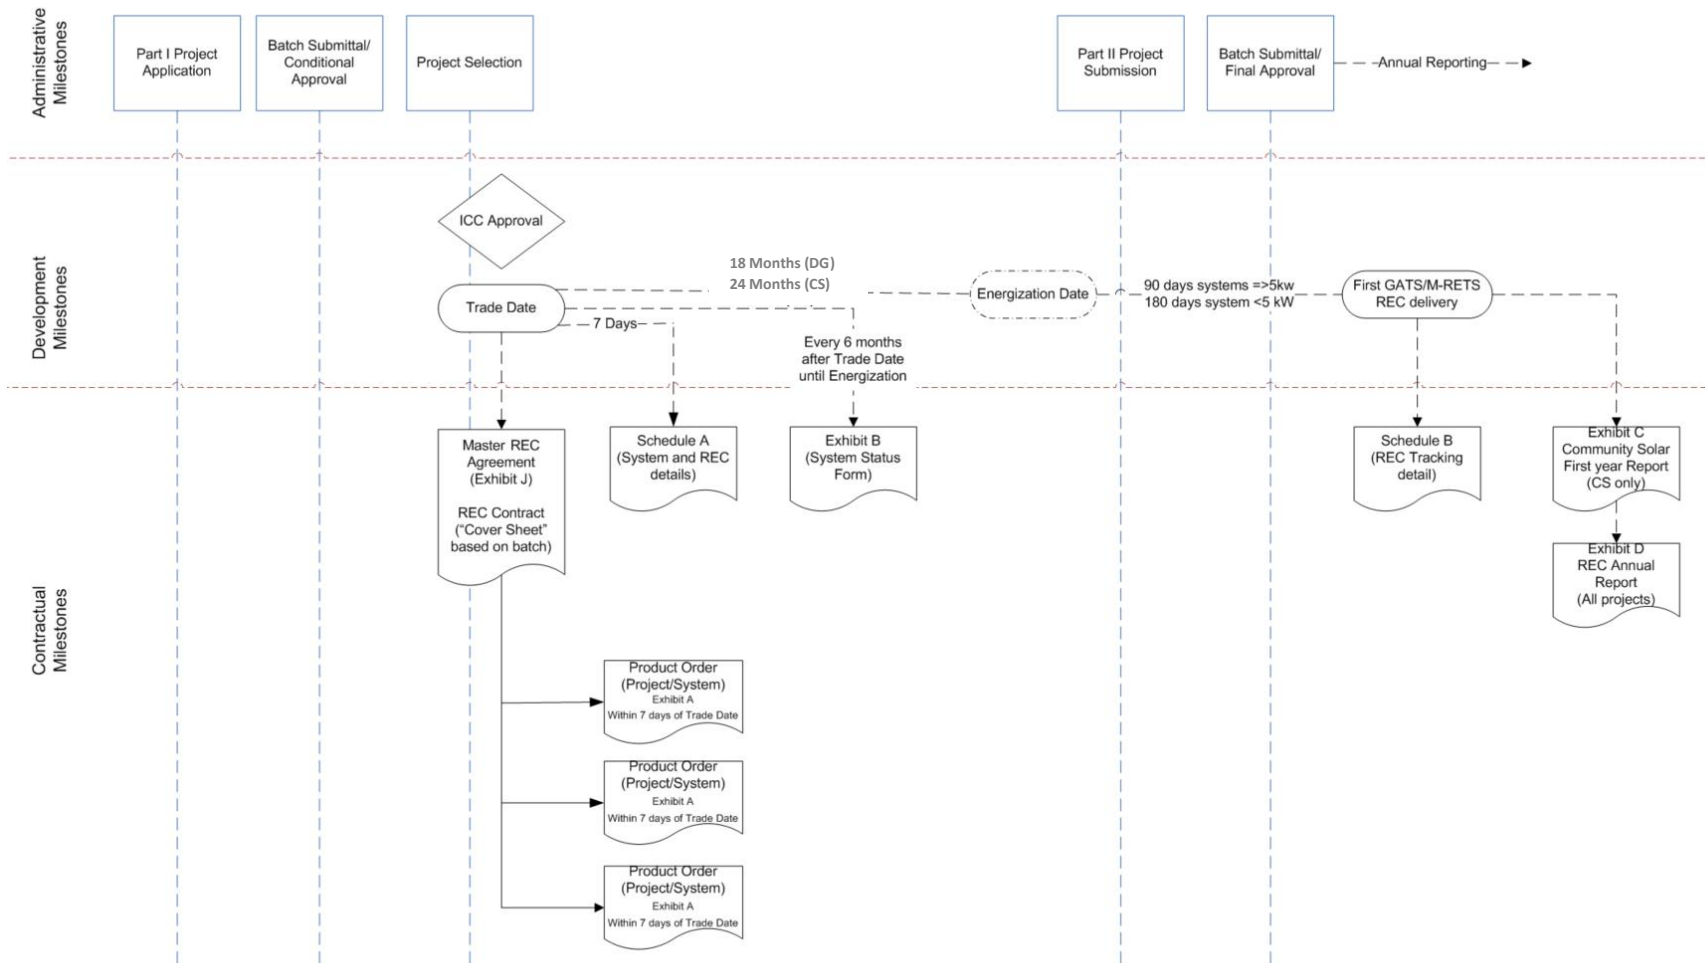 Administrative
Milestones
Part I Project
Application
Batch Submittal/
Conditional
Approval
Project Selection
Part II Project
Submission
Batch Submittal/
Final Approval
Annual Reporting
Development
Milestones
ICC Approval
Trade Date
18 Months (DG)
24 Months (CS)
7 Days
Every 6 months
after Trade Date
until Energization
Energization Date
90 days systems =>5kw
180 days system <5 kW
First GATS/M-RETS
REC delivery
Contractual
Milestones
Master REC
Agreement
(Exhibit J)
REC Contract
("Cover Sheet"
based on batch)
Schedule A
(System and REC
details)
Exhibit B
(System Status
Form)
Schedule B
(REC Tracking
detail)
Exhibit C
Community Solar
First year Report
(CS only)
Exhibit D
REC Annual
Report
(All projects)
Product Order
(Project/System)
Exhibit A
Within 7 days of Trade Date
Product Order
(Project/System)
Exhibit A
Within 7 days of Trade Date
Product Order
(Project/System)
Exhibit A
Within 7 days of Trade Date